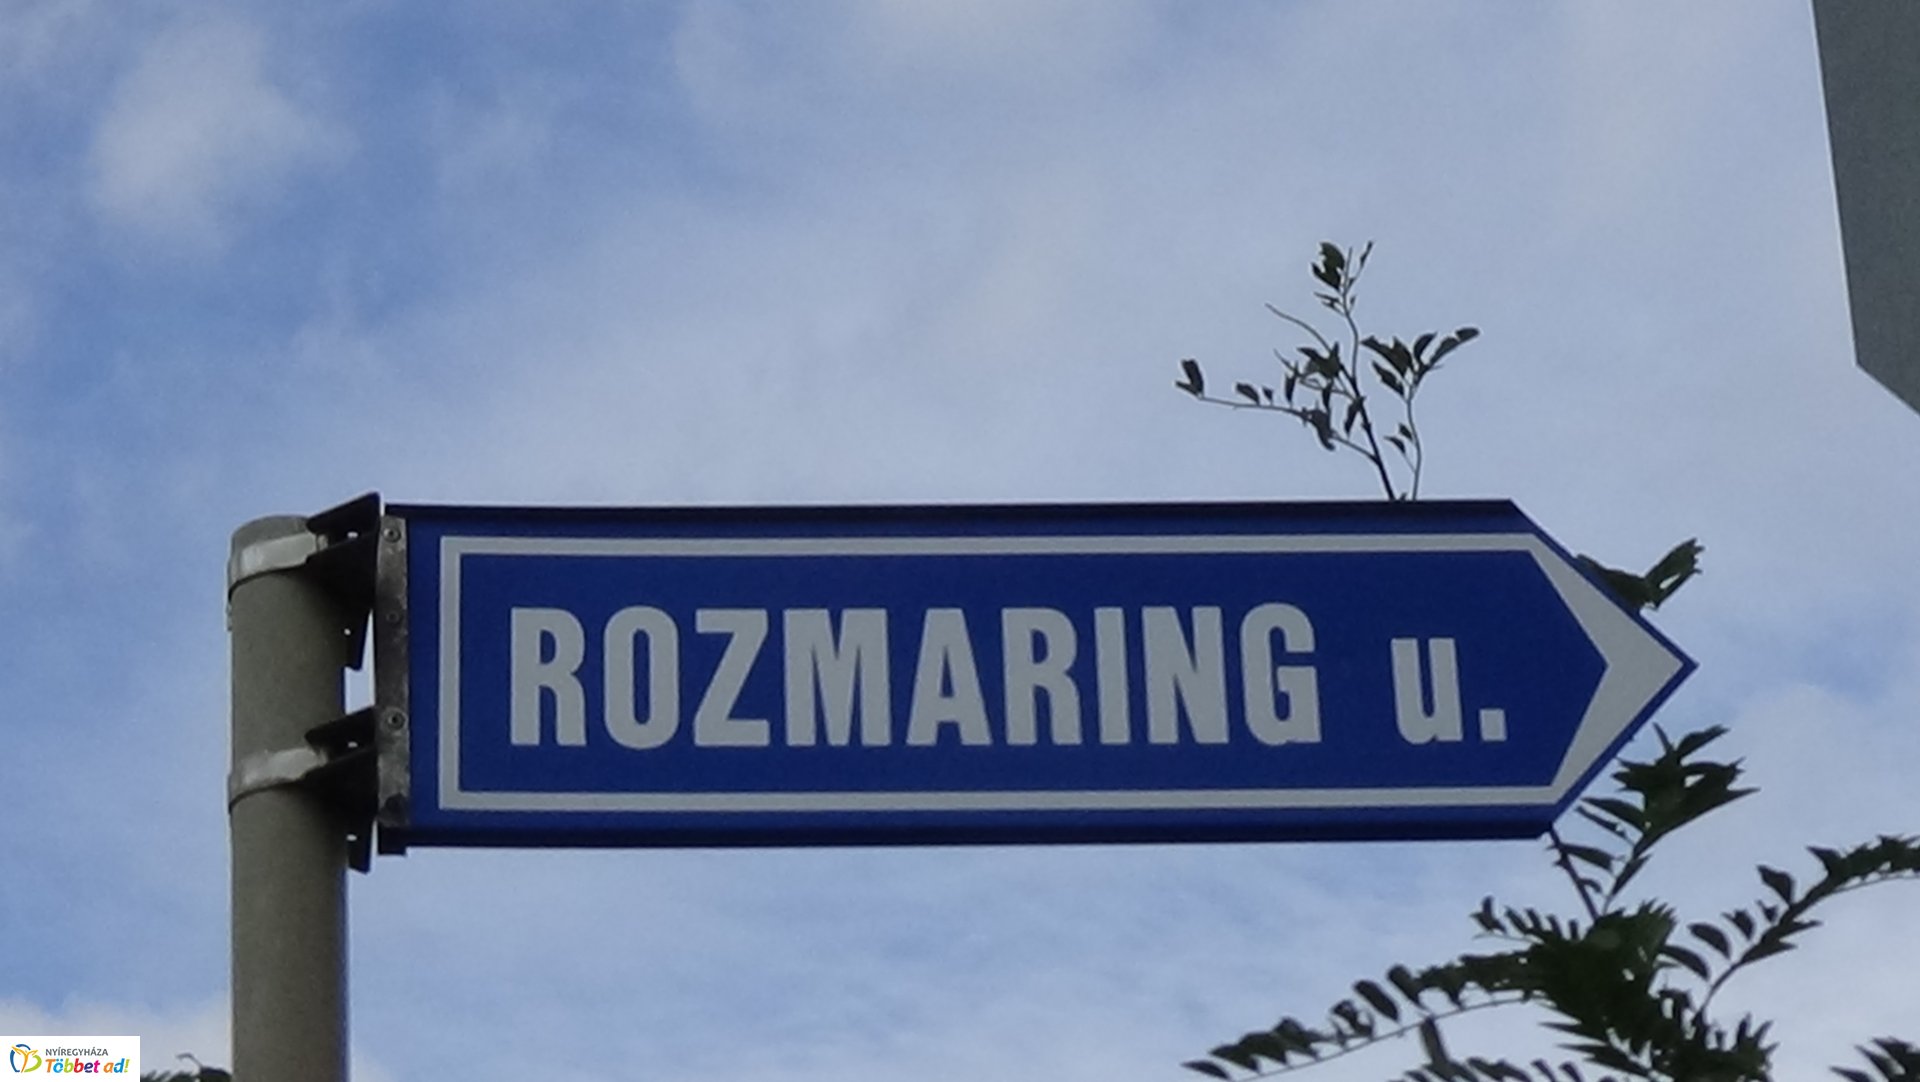 ROZMARING u.
NYÍREGYHÁZA
Többet ad!